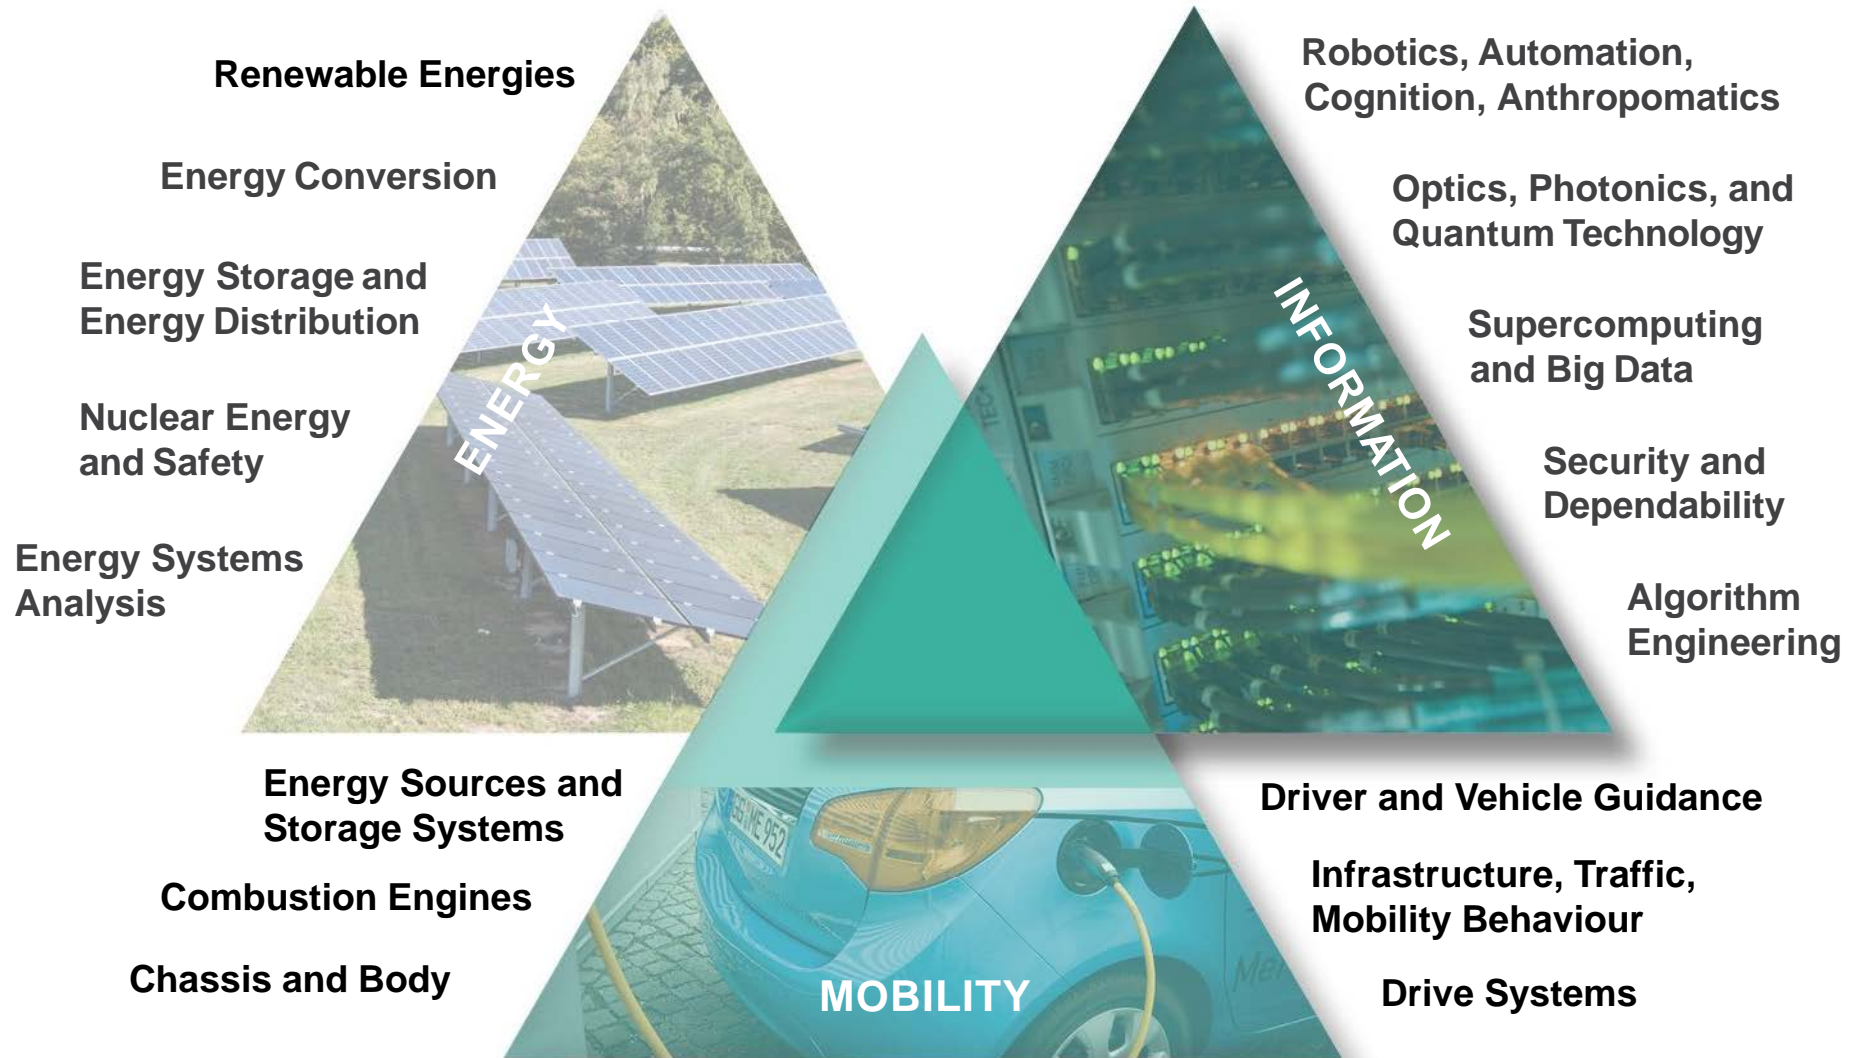 Renewable Energies
Energy Conversion
Energy Storage and
Energy Distribution
Nuclear Energy
and Safety
Energy Systems
Analysis
ENERGY
Robotics, Automation,
Cognition, Anthropomatics
Optics, Photonics, and
Quantum Technology
Supercomputing
and Big Data
Security and
Dependability
Algorithm
Engineering
INFORMATION
Energy Sources and
Storage Systems
Combustion Engines
Chassis and Body
MOBILITY
Driver and Vehicle Guidance
Infrastructure, Traffic,
Mobility Behaviour
Drive Systems